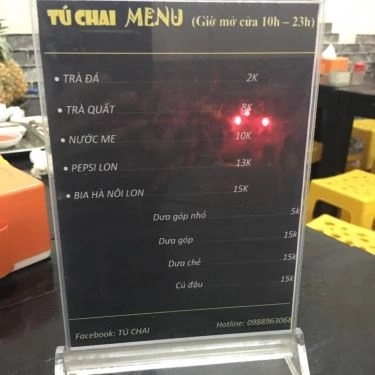 TÚ CHAI MENU (Giờ mở cửa 10h – 23h)
• TRÀ ĐÁ 2K
• TRÀ QUẤT 8K
• NƯỚC ME 10K
• PEPSI LON 13K
• BIA HÀ NÔI LON 15K
Dưa góp nhỏ 5k
Dưa góp 15k
Dưa chẻ 15k
Củ đậu 15k
Facebook: TÚ CHAI Hotline: 0988963068